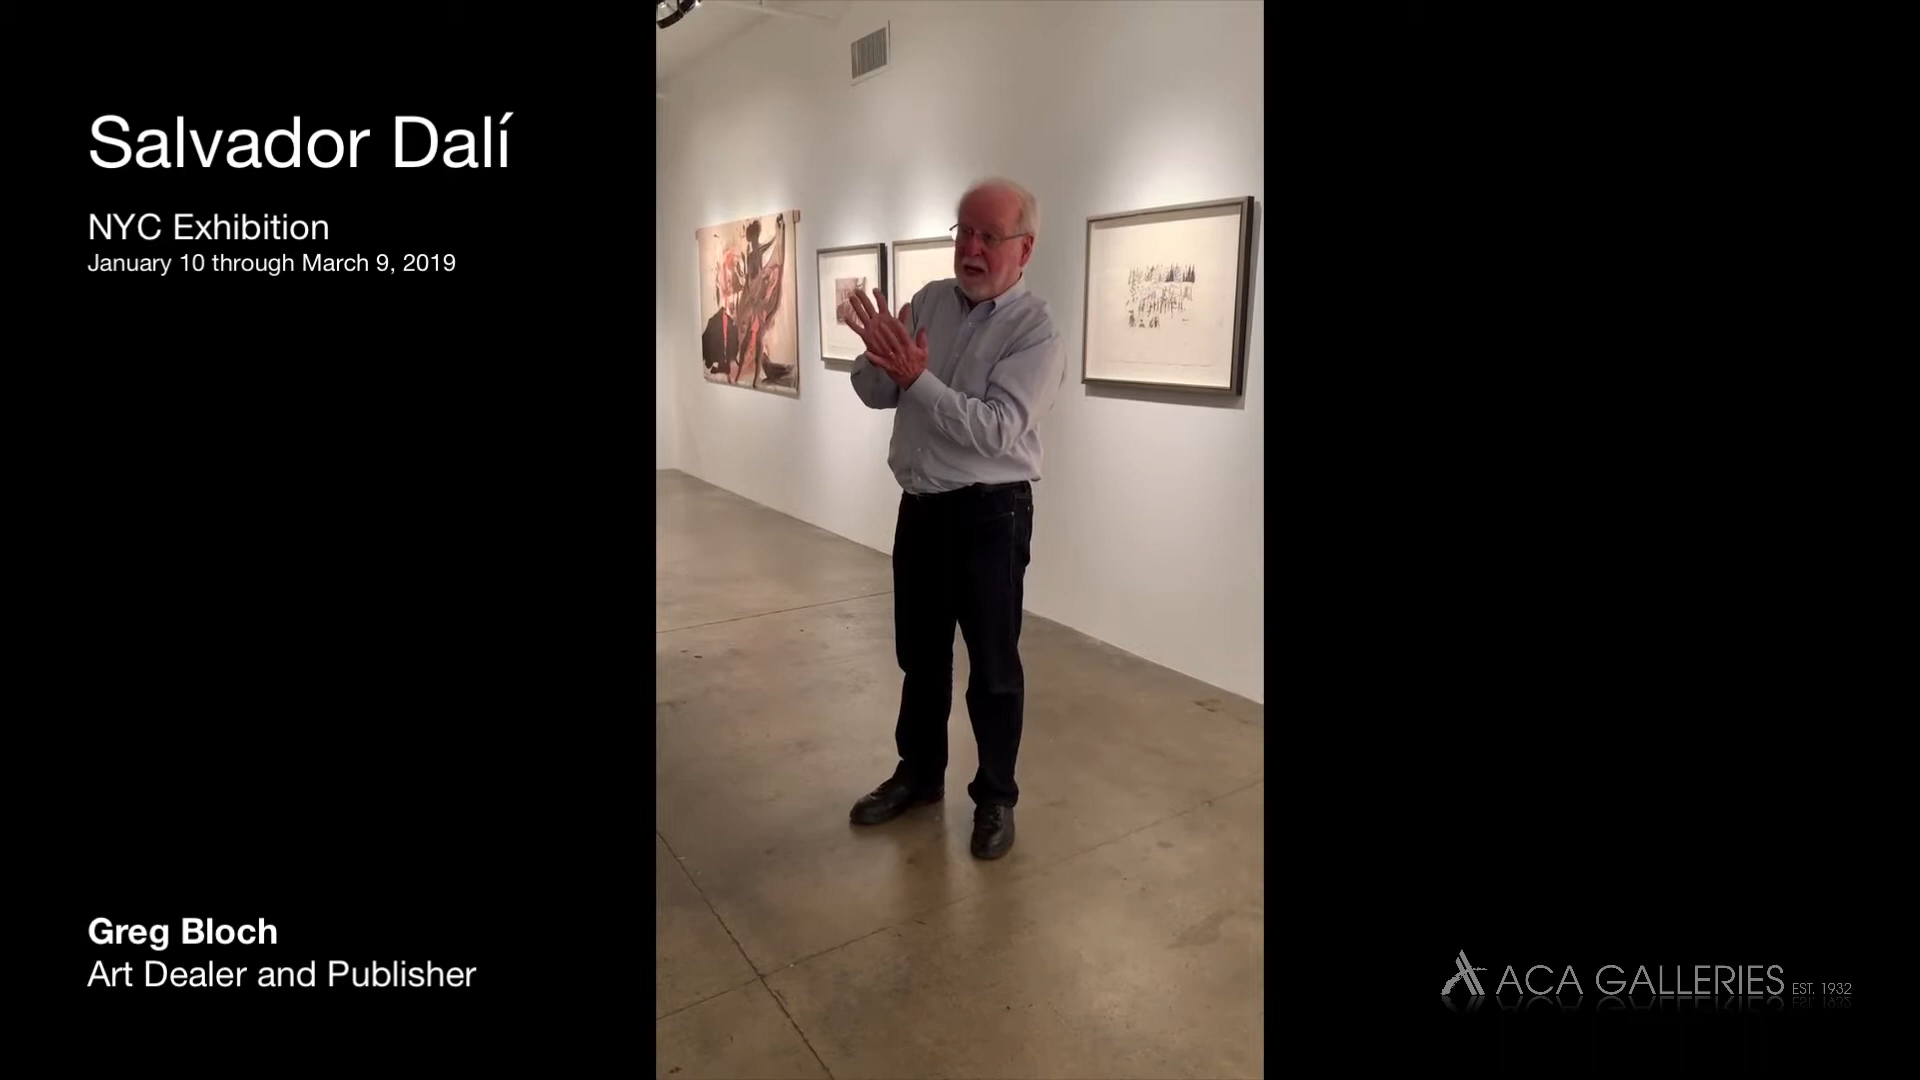 Salvador Dalí
NYC Exhibition
January 10 through March 9, 2019
Greg Bloch
Art Dealer and Publisher
ACA GALLERIES EST. 1932